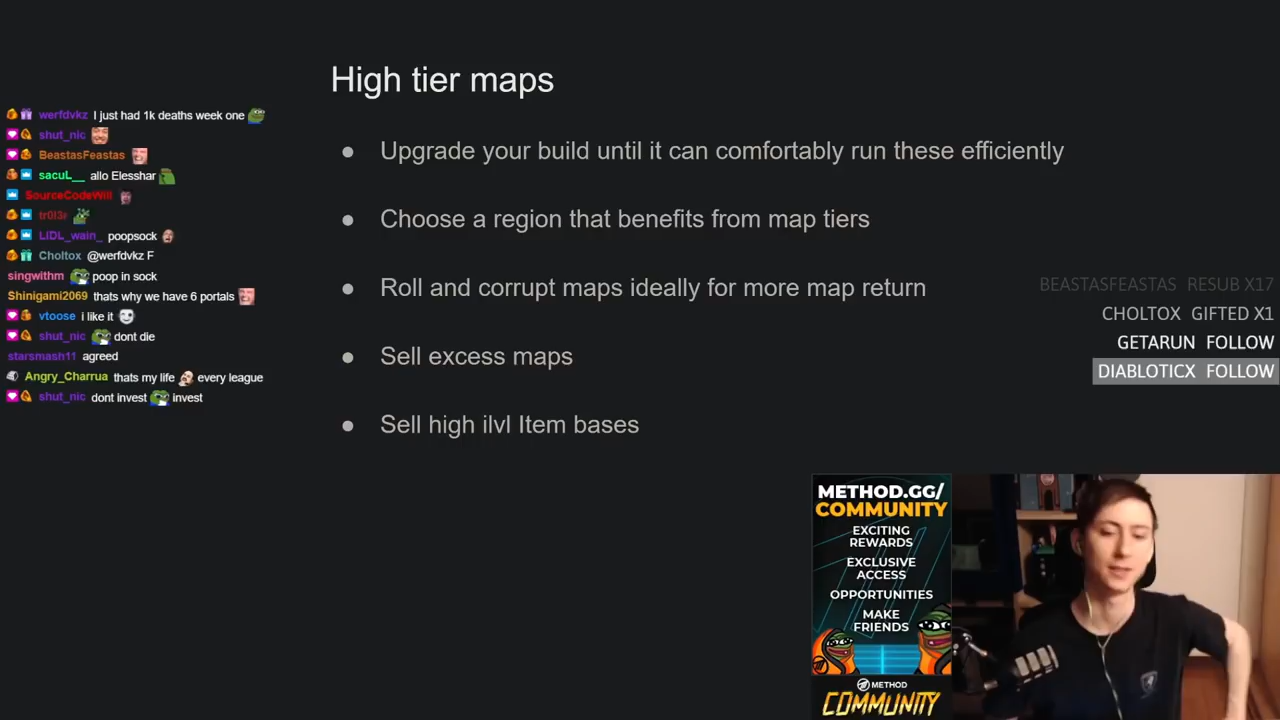 High tier maps
werfdvkz I just had 1k deaths week one
shut_nic
BeastasFeastas
sacuL__ allo Elesshar
SourceCodeWill
tr0l3r
LIDL_wain_ poopsock
Choltox @werfdvkz F
singwithm poop in sock
Shinigami2069 thats why we have 6 portals
vtoose i like it
shut_nic dont die
starsmash11 agreed
Angry_Charrua thats my life every league
shut_nic dont invest invest
● Upgrade your build until it can comfortably run these efficiently
● Choose a region that benefits from map tiers
● Roll and corrupt maps ideally for more map return
● Sell excess maps
● Sell high ilvl Item bases
BEASTASFEASTAS RESUB X17
CHOLTOX GIFTED X1
GETARUN FOLLOW
DIABLOTICX FOLLOW
METHOD.GG/
COMMUNITY
EXCITING
REWARDS
EXCLUSIVE
ACCESS
OPPORTUNITIES
MAKE
FRIENDS
METHOD
COMMUNITY